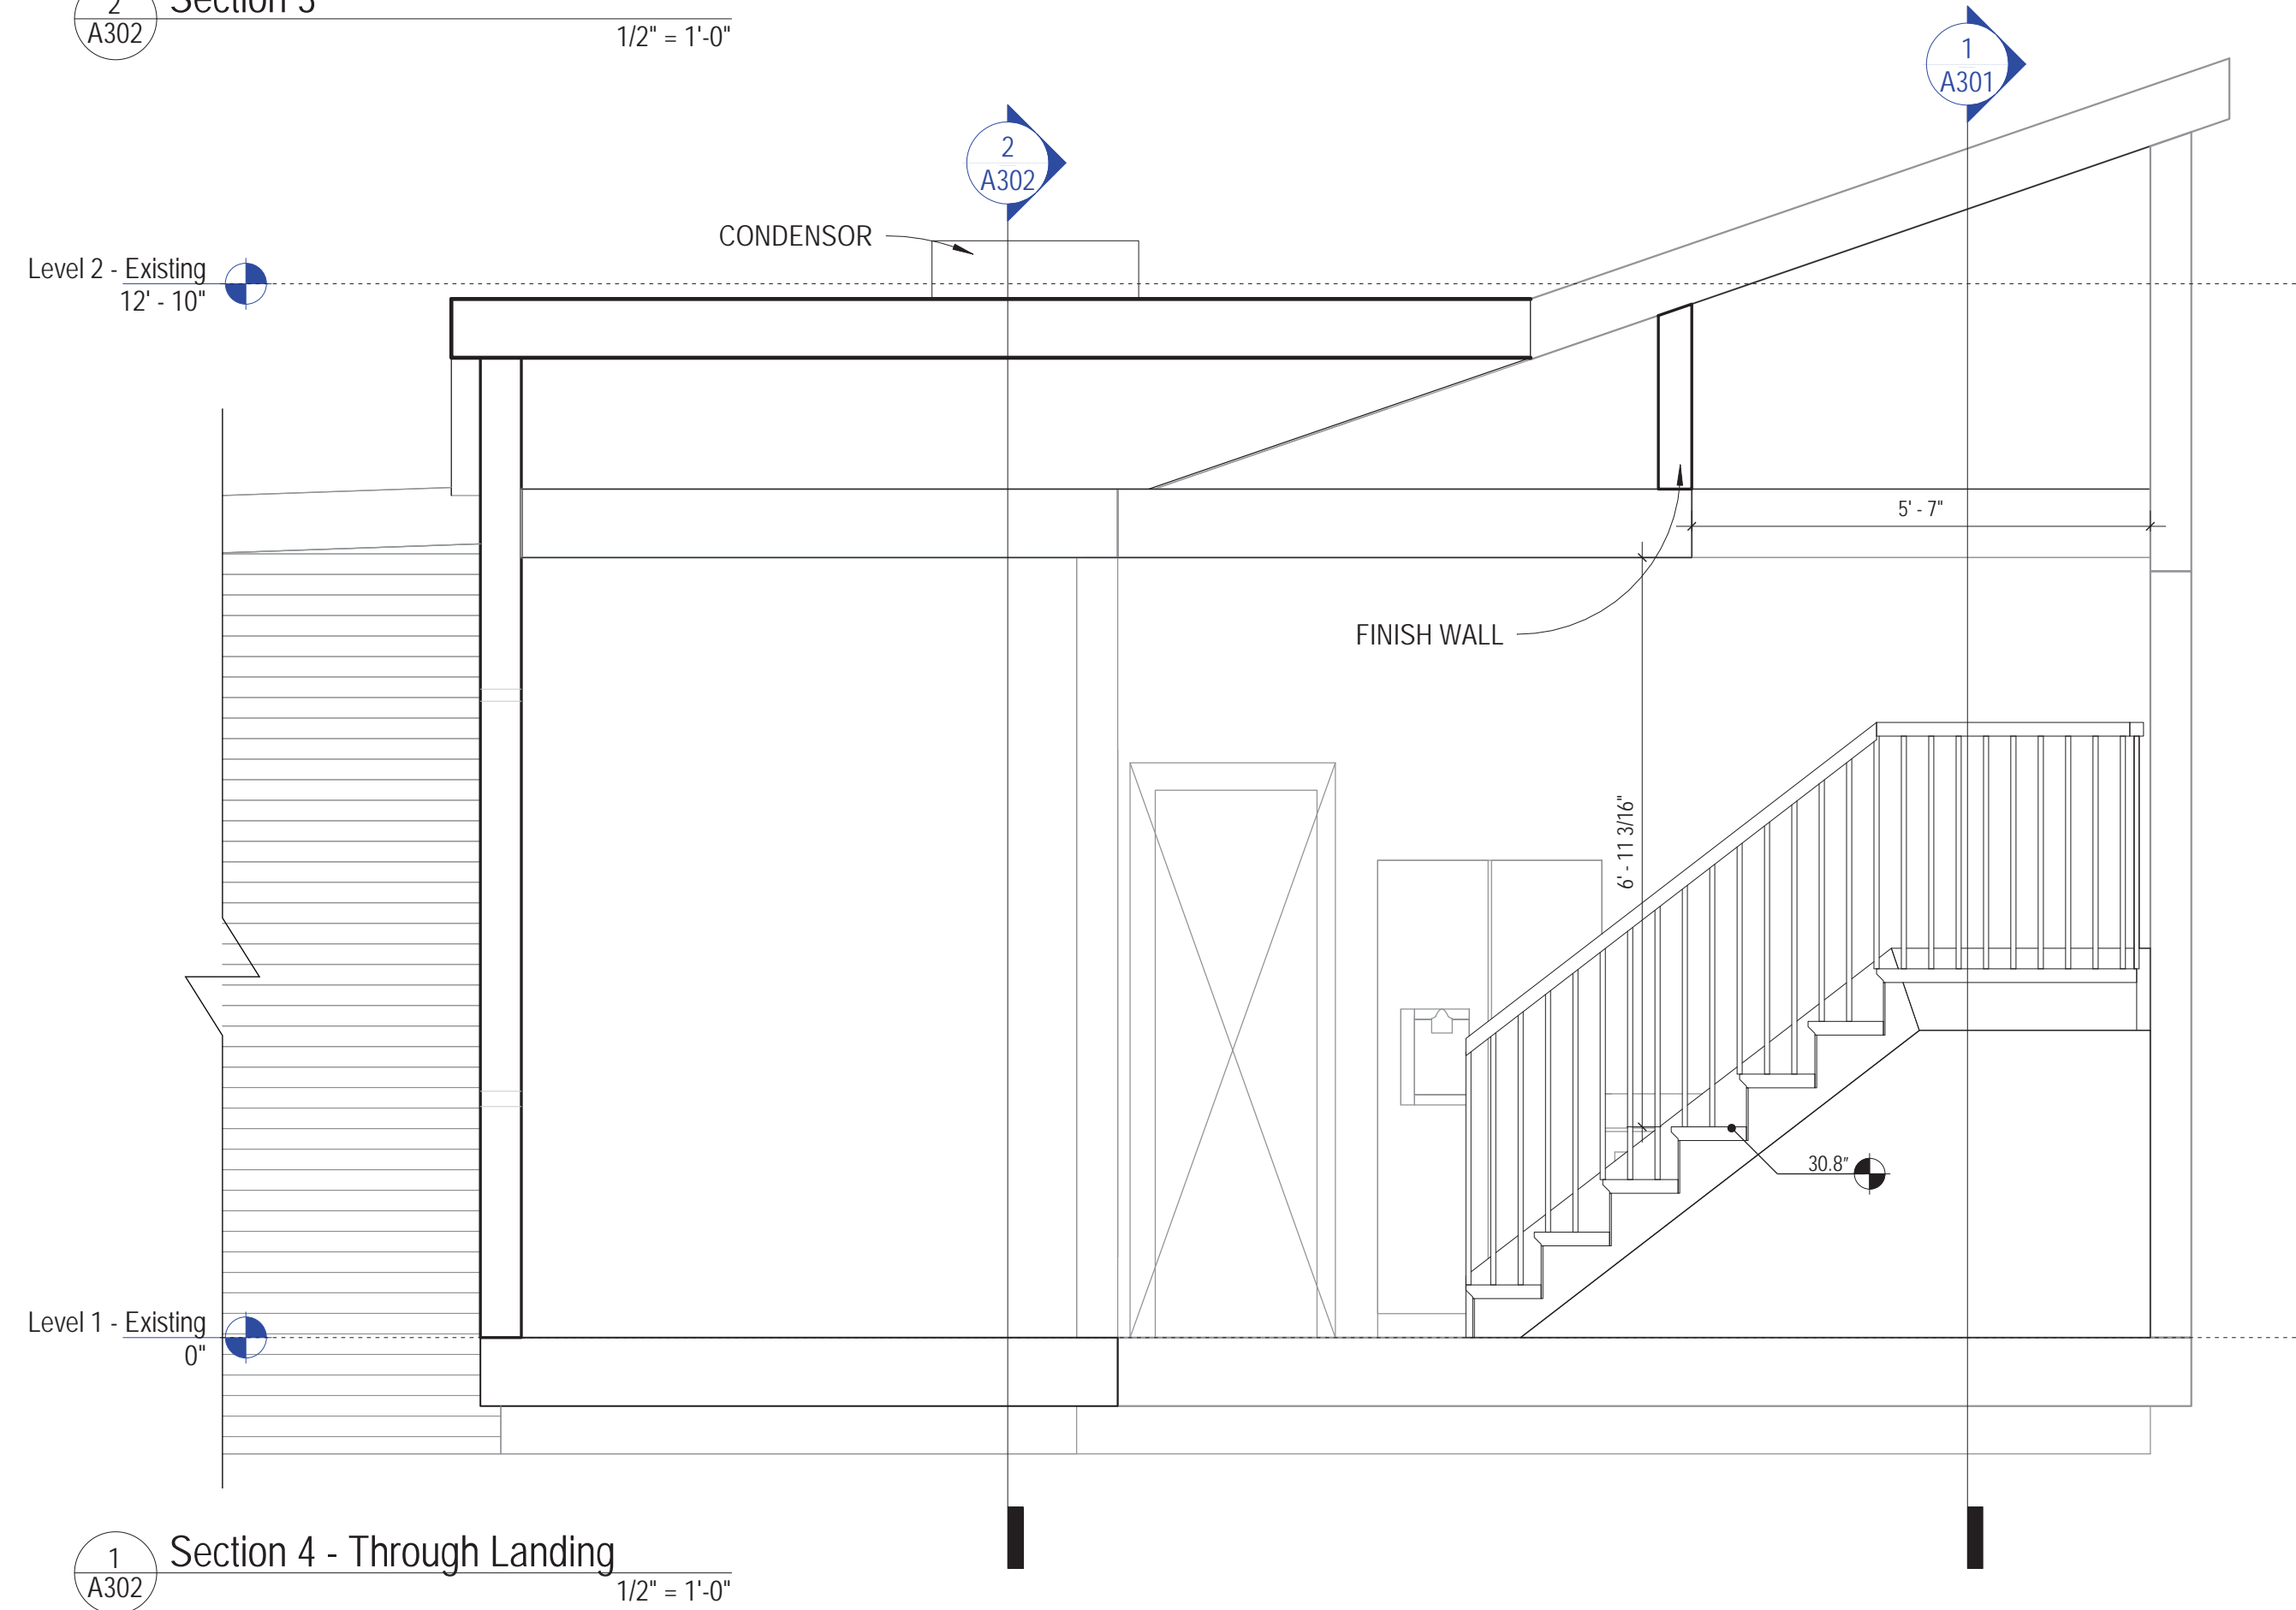 2
Section 3
A302
1/2" = 1'-0"
1
A301
2
A302
CONDENSOR
Level 2 - Existing
12' - 10"
5' - 7"
FINISH WALL
6' - 11 3/16"
30.8"
Level 1 - Existing
0"
1
Section 4 - Through Landing
A302
1/2" = 1'-0"